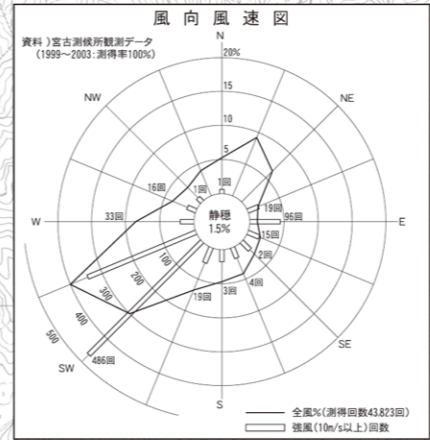 風向風速図
資料）宮古測候所観測データ
（1999～2003：測得率100%）
N
20%
15
10
5
NW
NE
1回
1回
16回
静穏
1.5%
19回
33回
96回
W
E
15回
2回
4回
3回
19回
100
200
300
400
500
486回
SW
SE
S
全風%（測得回数43,823回）
強風（10m/s以上）回数